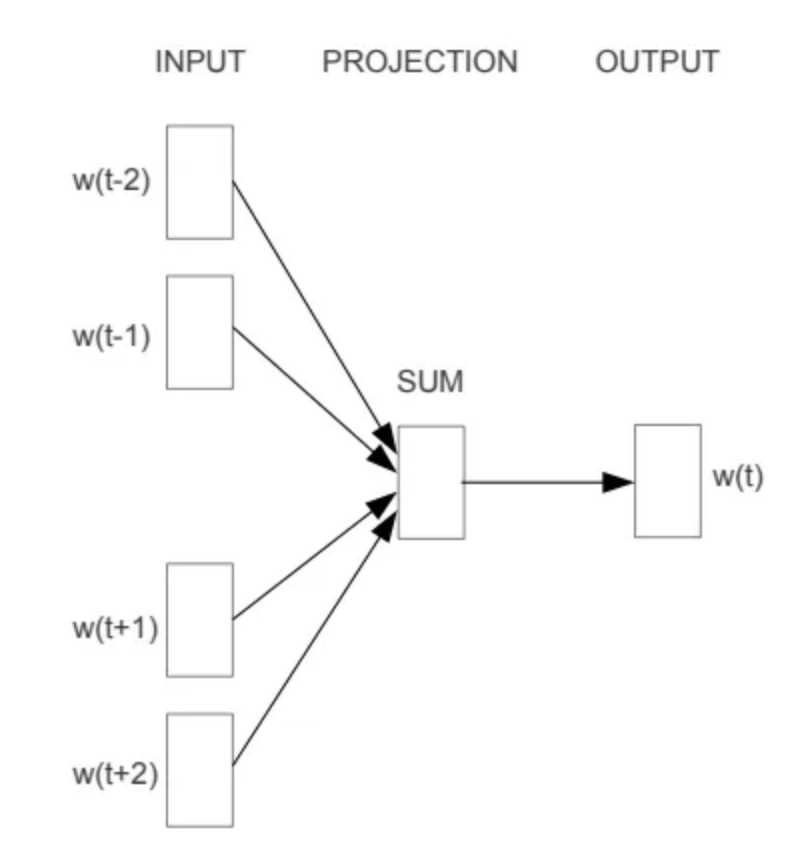 INPUT PROJECTION OUTPUT
w(t-2)
w(t-1)
SUM
w(t)
w(t+1)
w(t+2)